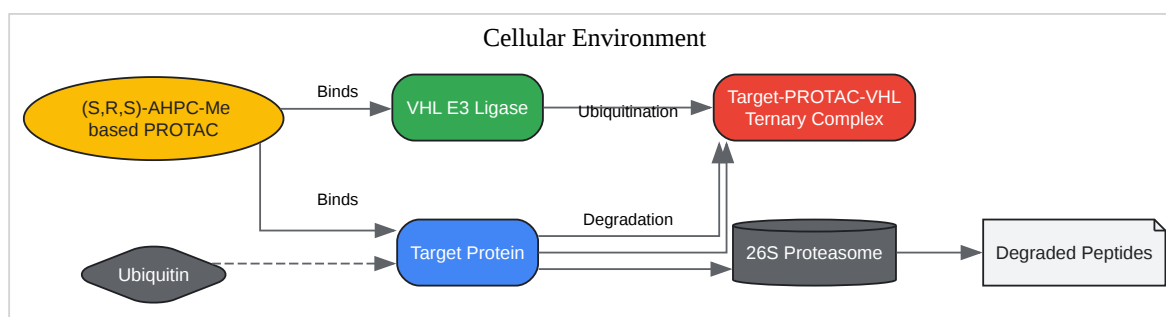 Cellular Environment
(S,R,S)-AHPC-Me
based PROTAC
Binds
VHL E3 Ligase
Ubiquitination
Target-PROTAC-VHL
Ternary Complex
Binds
Ubiquitin
Target Protein
Degradation
26S Proteasome
Degraded Peptides